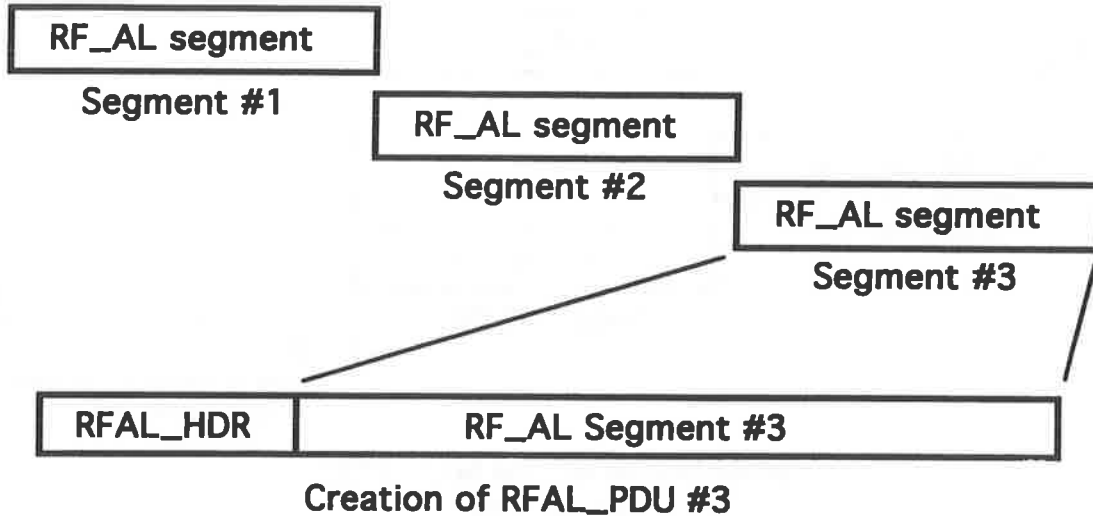 RF_AL segment
Segment #1
RF_AL segment
Segment #2
RF_AL segment
Segment #3
RFAL_HDR
RF_AL Segment #3
Creation of RFAL_PDU #3